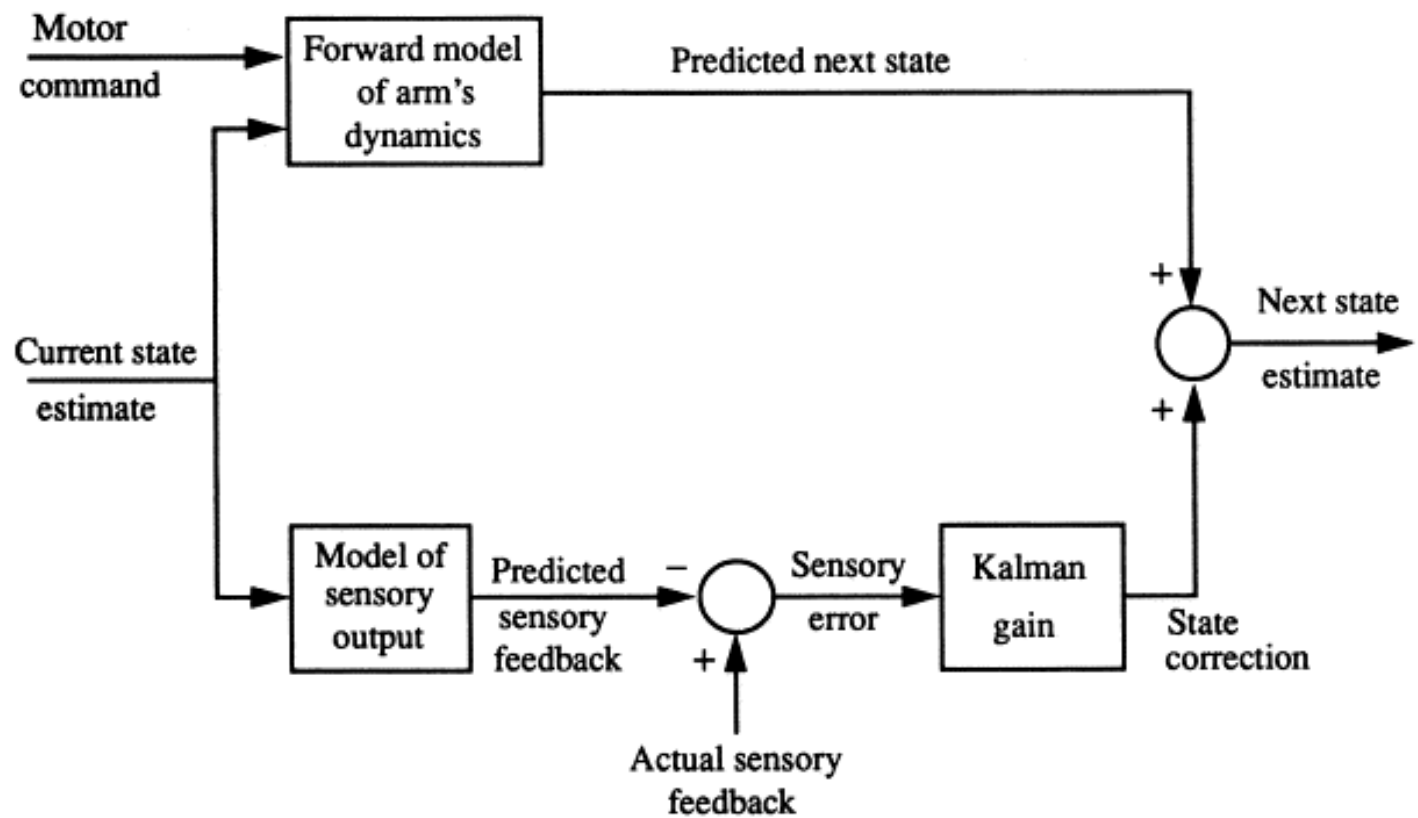 Motor
command
Forward model
of arm's
dynamics
Predicted next state
+
Next state
estimate
+
Current state
estimate
Model of
sensory
output
Predicted
sensory
feedback
−
+
Sensory
error
Kalman
gain
State
correction
Actual sensory
feedback